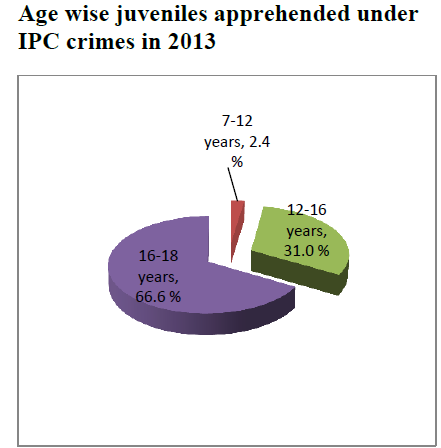 Age wise juveniles apprehended under
IPC crimes in 2013
7-12
years, 2.4
%
12-16
years,
31.0 %
16-18
years,
66.6 %